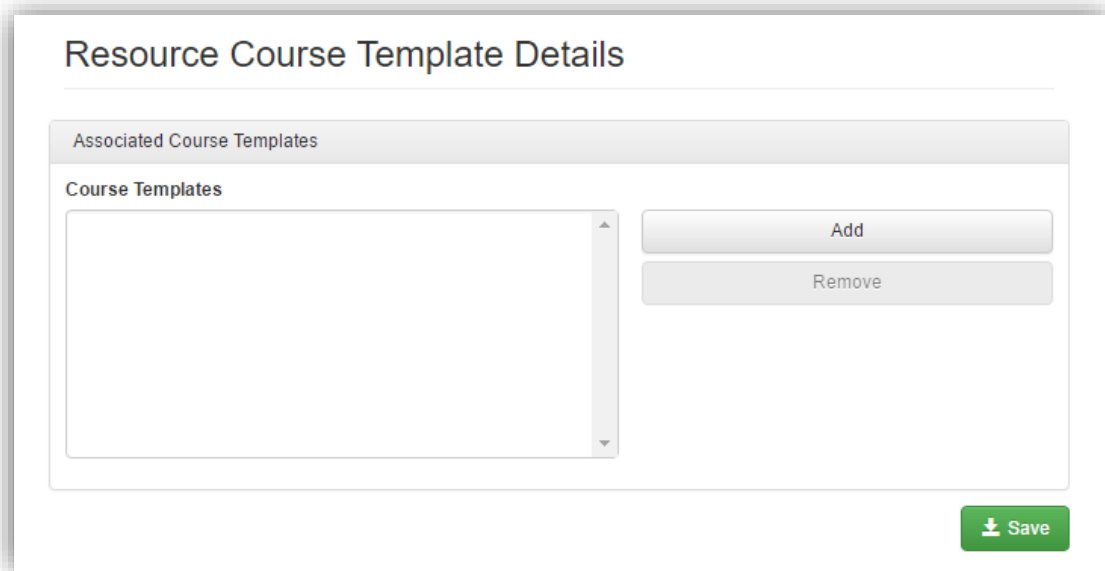 Resource Course Template Details
Associated Course Templates
Course Templates
Add
Remove
Save